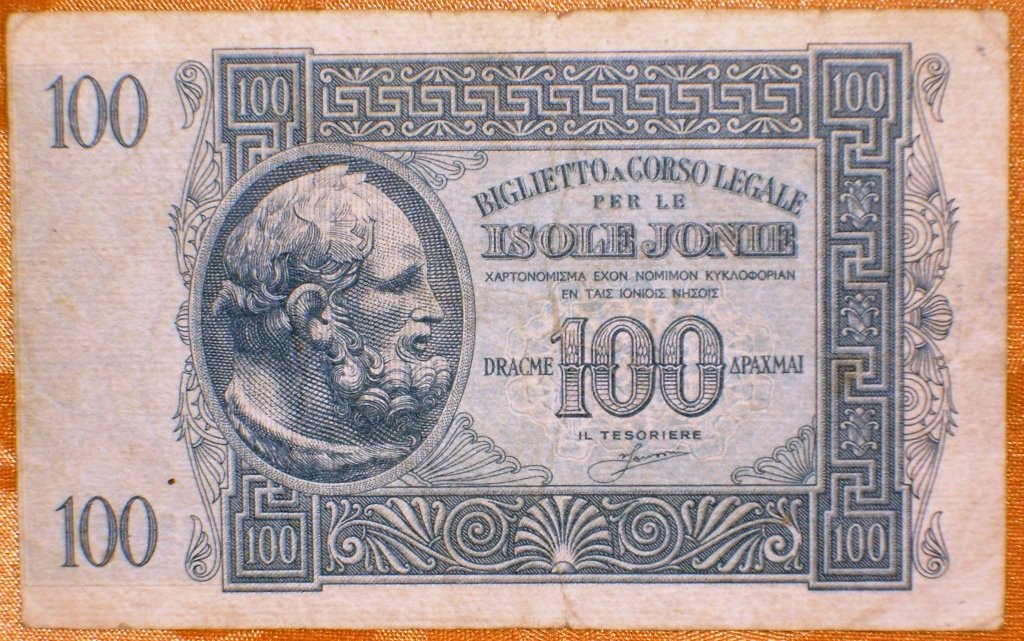 100
100
100
BIGLIETTO A CORSO LEGALE
PER LE
ISOLE JONIE
ΧΑΡΤΟΝΟΜΙΣΜΑ ΕΧΟΝ ΝΟΜΙΜΟΝ ΚΥΚΛΟΦΟΡΙΑΝ
ΕΝ ΤΑΙΣ ΙΟΝΙΟΙΣ ΝΗΣΟΙΣ
DRACME 100 ΔΡΑΧΜΑΙ
IL TESORIERE
100
100
100